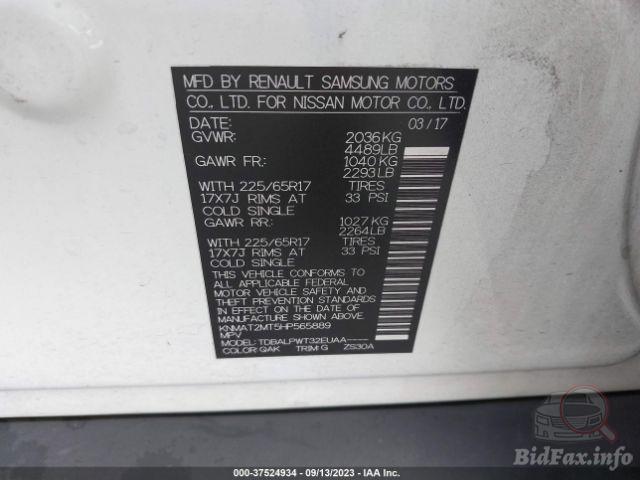 MFD BY RENAULT SAMSUNG MOTORS
CO., LTD. FOR NISSAN MOTOR CO., LTD.
DATE: 03/17
GVWR: 2036KG
4489LB
GAWR FR: 1040KG
2293LB
WITH 225/65R17 TIRES
17X7J RIMS AT 33 PSI
COLD SINGLE
GAWR RR: 1027KG
2264LB
WITH 225/65R17 TIRES
17X7J RIMS AT 33 PSI
COLD SINGLE
THIS VEHICLE CONFORMS TO
ALL APPLICABLE FEDERAL
MOTOR VEHICLE SAFETY AND
THEFT PREVENTION STANDARDS
IN EFFECT ON THE DATE OF
MANUFACTURE SHOWN ABOVE
KNMAT2MT5HP565889
MPV
MODEL: TDBALPWT32EUAA-----
COLOR: QAK TRIM: G ZS30A
BidFax.info
000-37524934 - 09/13/2023 - IAA Inc.